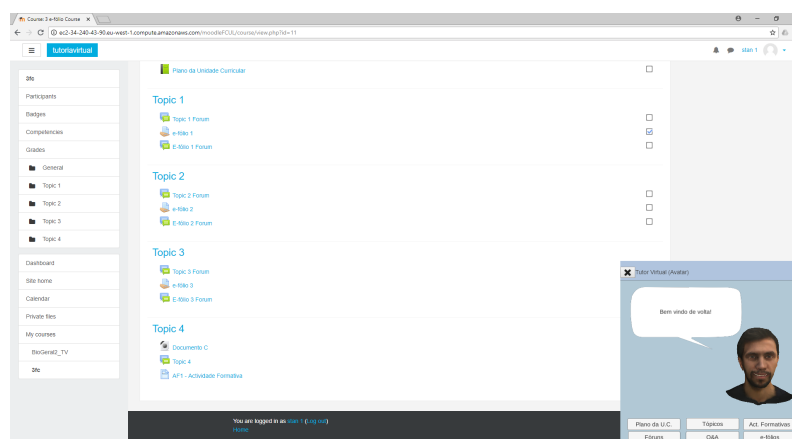 Course: 3 e-fólio Course
ec2-34-240-43-90.eu-west-1.compute.amazonaws.com/moodleFCUL/course/view.php?id=11
tutoriavirtual
stan 1
3fc
Participants
Badges
Competencies
Grades
General
Topic 1
Topic 2
Topic 3
Topic 4
Dashboard
Site home
Calendar
Private files
My courses
BioGeral2_TV
3fc
Plano da Unidade Curricular
Topic 1
Topic 1 Forum
e-fólio 1
E-fólio 1 Forum
Topic 2
Topic 2 Forum
e-fólio 2
E-fólio 2 Forum
Topic 3
Topic 3 Forum
e-fólio 3
E-fólio 3 Forum
Topic 4
Documento C
Topic 4
AF1 - Actividade Formativa
You are logged in as stan 1 (Log out)
Home
Tutor Virtual (Avatar)
Bem vindo de volta!
Plano da U.C.
Tópicos
Act. Formativas
Fóruns
Q&A
e-fólios